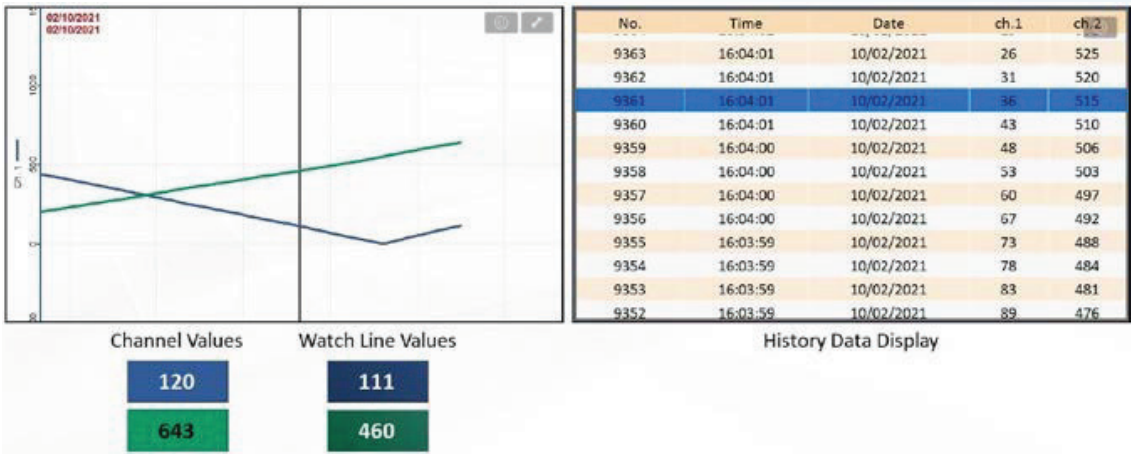 02/10/2021
02/10/2021
1000
500
0
Ch.1
No. Time Date ch.1 ch.2
9363 16:04:01 10/02/2021 26 525
9362 16:04:01 10/02/2021 31 520
9361 16:04:01 10/02/2021 36 515
9360 16:04:01 10/02/2021 43 510
9359 16:04:00 10/02/2021 48 506
9358 16:04:00 10/02/2021 53 503
9357 16:04:00 10/02/2021 60 497
9356 16:04:00 10/02/2021 67 492
9355 16:03:59 10/02/2021 73 488
9354 16:03:59 10/02/2021 78 484
9353 16:03:59 10/02/2021 83 481
9352 16:03:59 10/02/2021 89 476
Channel Values Watch Line Values History Data Display
120 111
643 460